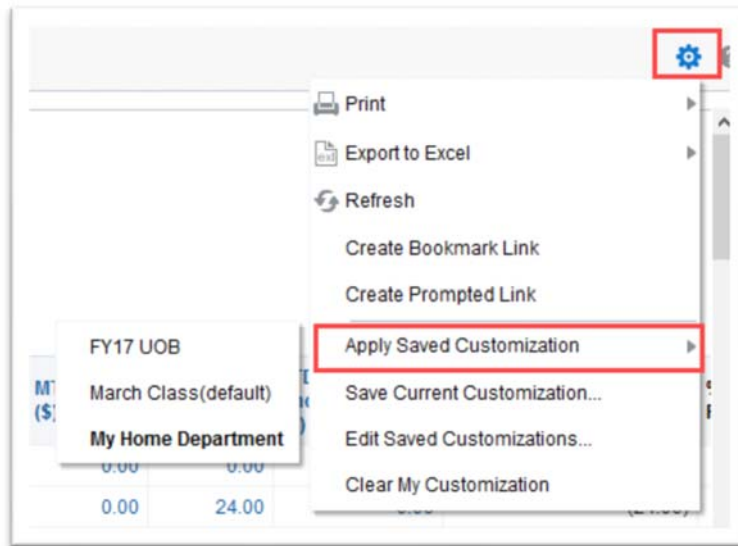 Print
Export to Excel
Refresh
Create Bookmark Link
Create Prompted Link
Apply Saved Customization
Save Current Customization...
Edit Saved Customizations...
Clear My Customization
FY17 UOB
March Class(default)
My Home Department
($)
0.00 0.00
0.00 24.00